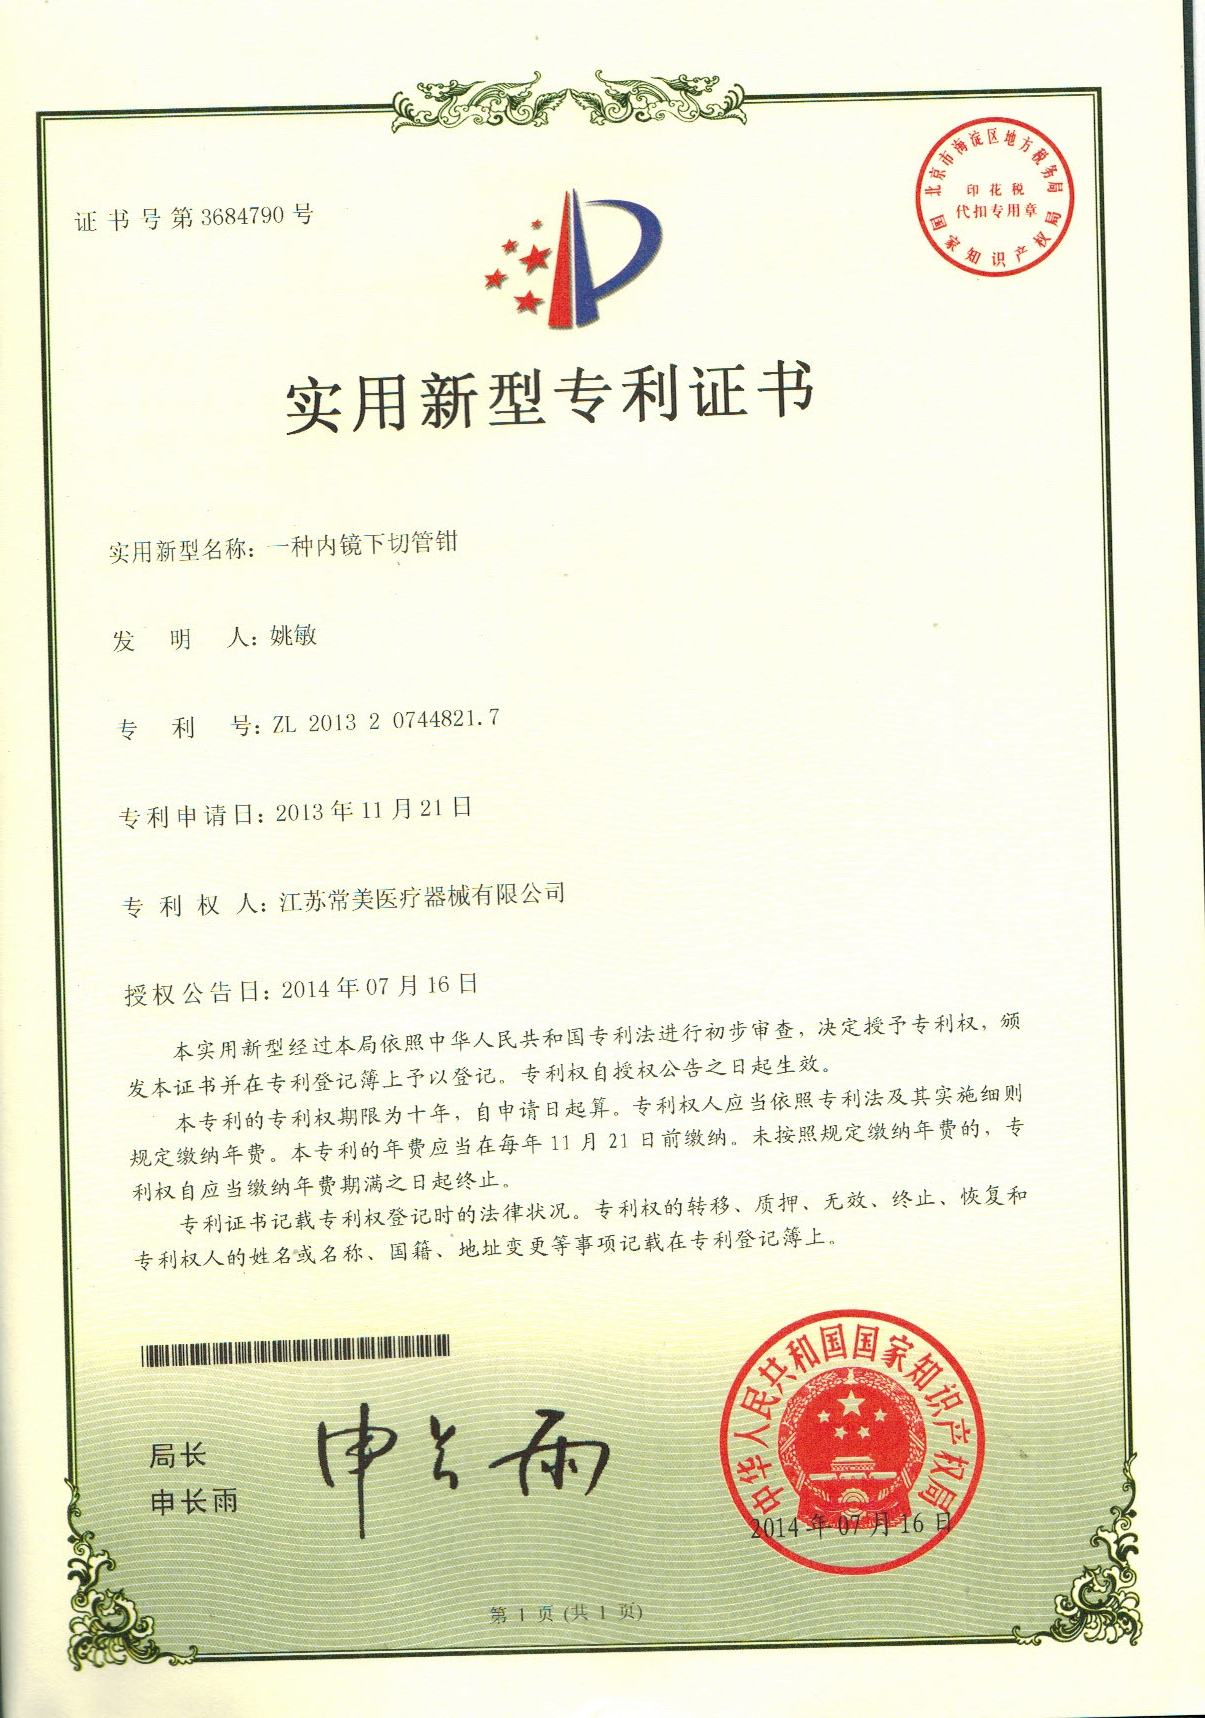 证书号第3684790号
北京市海淀区地方税务局
印花税
代扣专用章
国家知识产权局
实用新型专利证书
实用新型名称：一种内镜下切管钳
发明人：姚敏
专利号：ZL 2013 2 0744821.7
专利申请日：2013年11月21日
专利权人：江苏常美医疗器械有限公司
授权公告日：2014年07月16日
本实用新型经过本局依照中华人民共和国专利法进行初步审查，决定授予专利权，颁
发本证书并在专利登记簿上予以登记。专利权自授权公告之日起生效。
本专利的专利权期限为十年，自申请日起算。专利权人应当依照专利法及其实施细则
规定缴纳年费。本专利的年费应当在每年11月21日前缴纳。未按照规定缴纳年费的，专
利权自应当缴纳年费期满之日起终止。
专利证书记载专利权登记时的法律状况。专利权的转移、质押、无效、终止、恢复和
专利权人的姓名或名称、国籍、地址变更等事项记载在专利登记簿上。
局长
申长雨
申长雨
中华人民共和国国家知识产权局
2014年07月16日
第1页(共1页)